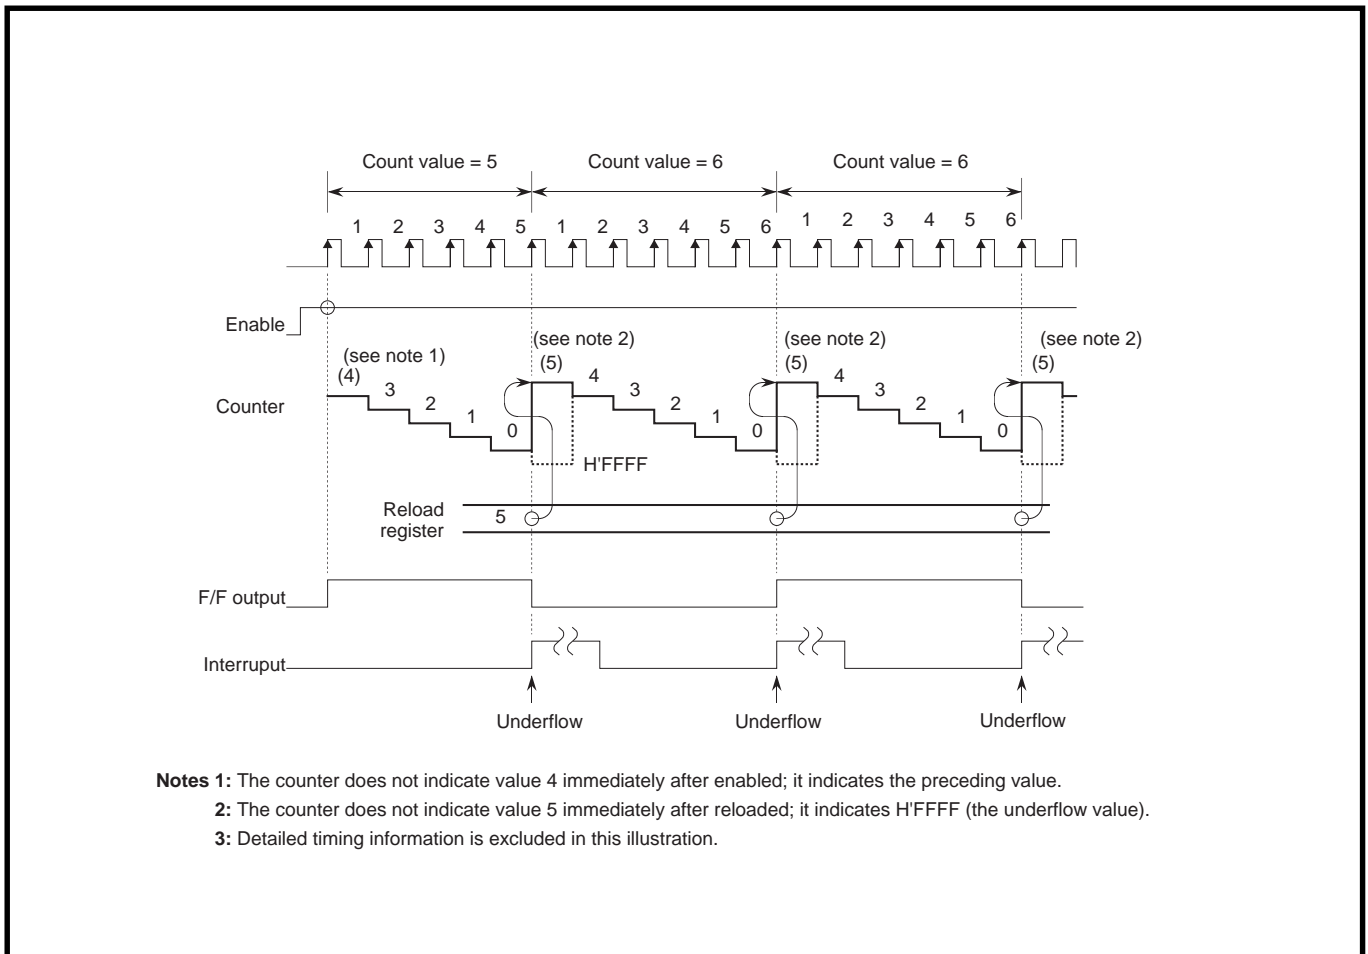 Count value = 5 Count value = 6 Count value = 6
1 2 3 4 5 1 2 3 4 5 6 1 2 3 4 5 6
Enable
(see note 1) (see note 2) (see note 2) (see note 2)
(4) 3 2 1 0 (5) 4 3 2 1 0 (5) 4 3 2 1 0 (5)
Counter
H'FFFF
Reload
register
5
F/F output
Interruput
Underflow Underflow Underflow
Notes 1: The counter does not indicate value 4 immediately after enabled; it indicates the preceding value.
2: The counter does not indicate value 5 immediately after reloaded; it indicates H'FFFF (the underflow value).
3: Detailed timing information is excluded in this illustration.